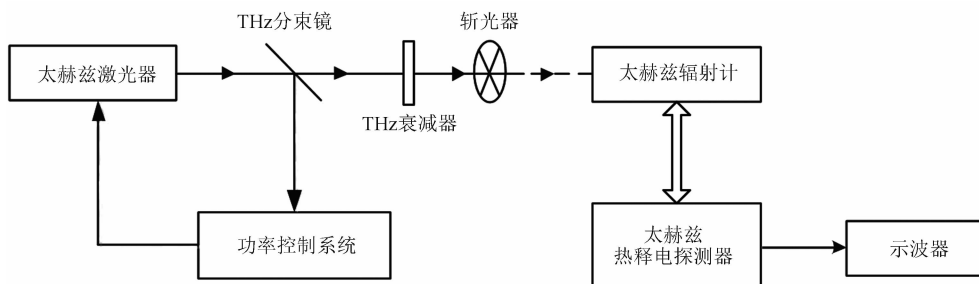 THz分束镜
斩光器
太赫兹激光器
太赫兹辐射计
THz衰减器
功率控制系统
太赫兹
热释电探测器
示波器